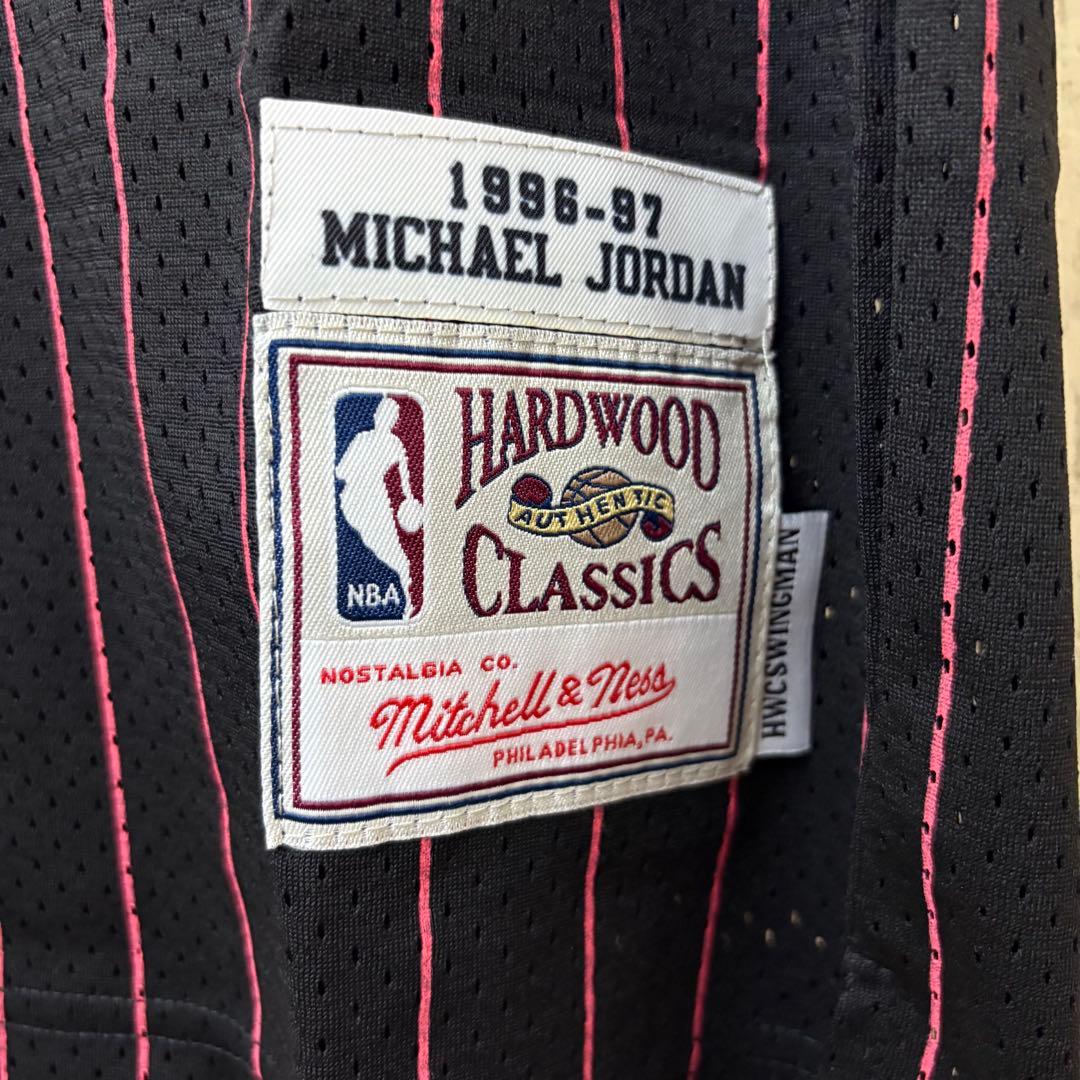 1996-97
MICHAEL JORDAN
HARDWOOD
AUTHENTIC
CLASSICS
NBA
NOSTALGIA CO.
Mitchell & Ness
PHILADELPHIA, PA.
HWCSWINGMAN